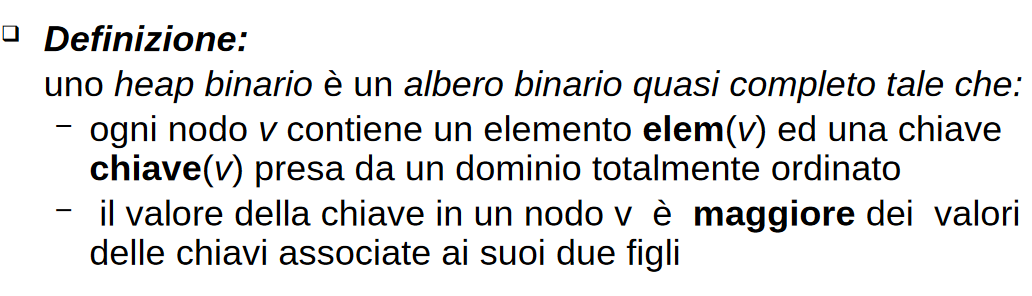 ❑ Definizione:
uno heap binario è un albero binario quasi completo tale che:
– ogni nodo v contiene un elemento elem(v) ed una chiave
chiave(v) presa da un dominio totalmente ordinato
– il valore della chiave in un nodo v è maggiore dei valori
delle chiavi associate ai suoi due figli